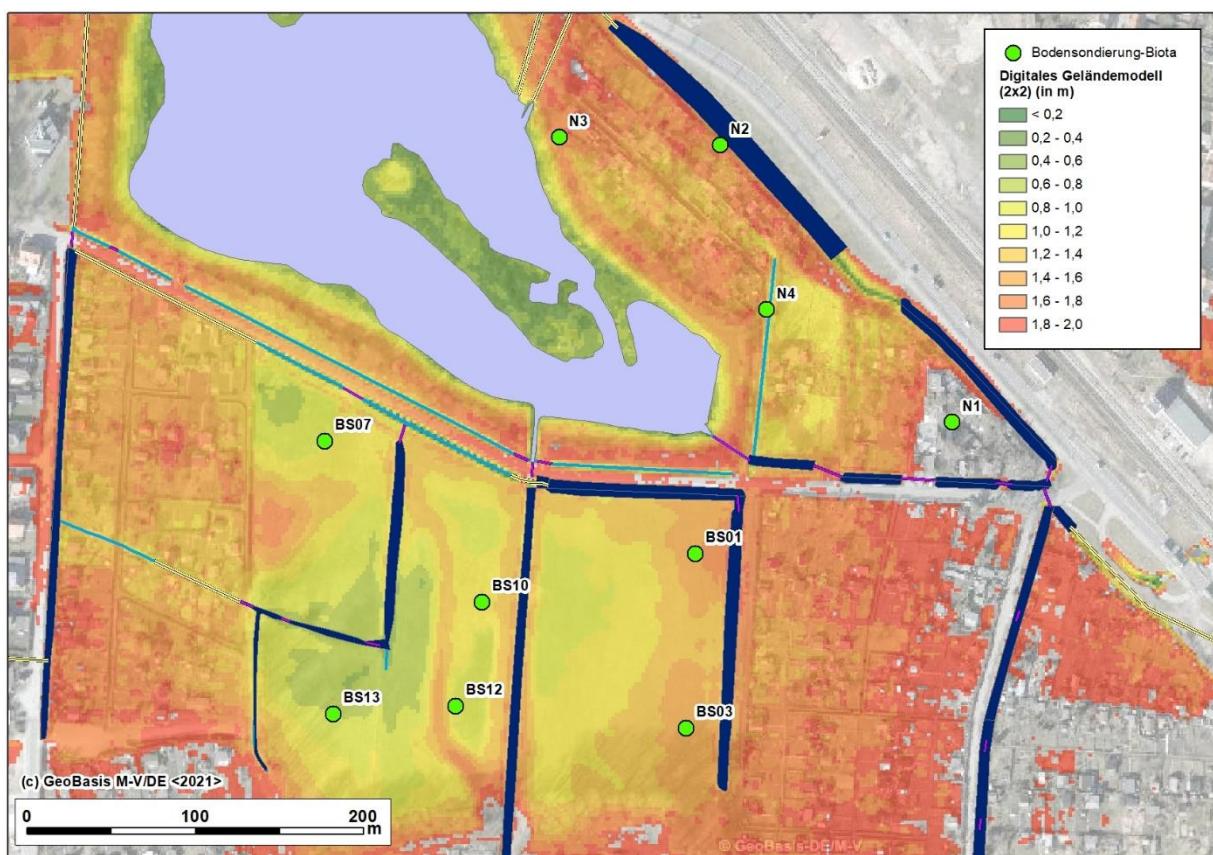 Bodensondierung-Biota
Digitales Geländemodell
(2x2) (in m)
< 0,2
0,2 - 0,4
0,4 - 0,6
0,6 - 0,8
0,8 - 1,0
1,0 - 1,2
1,2 - 1,4
1,4 - 1,6
1,6 - 1,8
1,8 - 2,0
N3
N2
N4
N1
BS07
BS01
BS10
BS12
BS13
BS03
(c) GeoBasis M-V/DE <2021>
0 100 200
m
© GeoBasis-DE/M-V